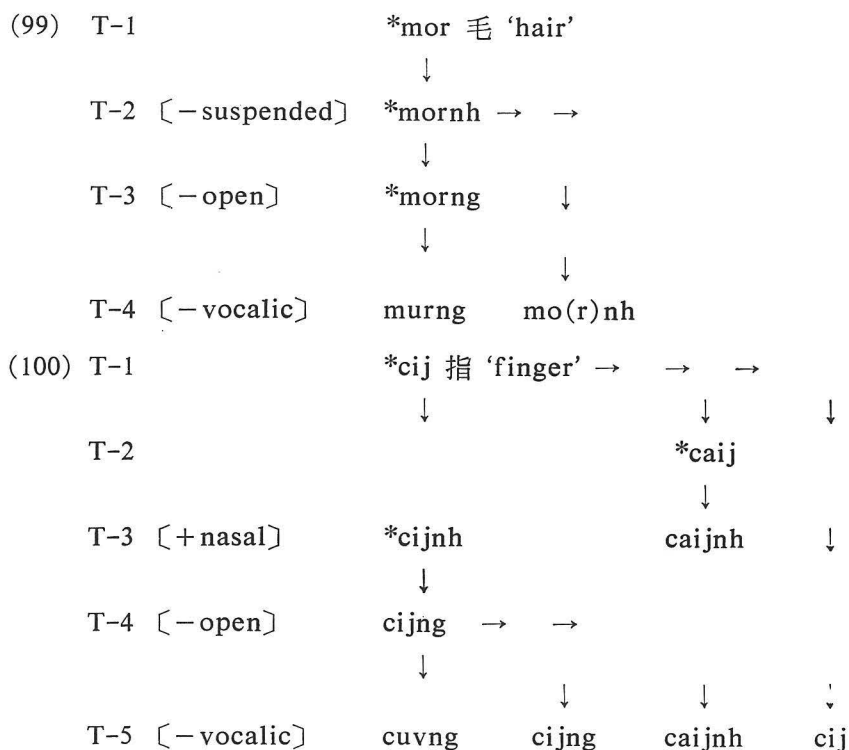 (99) T-1 *mor 毛 ‘hair’
↓
T-2 〔-suspended〕 *mornh → →
↓
T-3 〔-open〕 *morng ↓
↓
↓
T-4 〔-vocalic〕 murng mo(r)nh
(100) T-1 *cij 指 ‘finger’ → → →
↓ ↓ ↓
T-2 *caij
↓
T-3 〔+nasal〕 *cijnh caijnh ↓
↓
T-4 〔-open〕 cijng → →
↓
↓ ↓ ↓
T-5 〔-vocalic〕 cuvng cijng caijnh cij